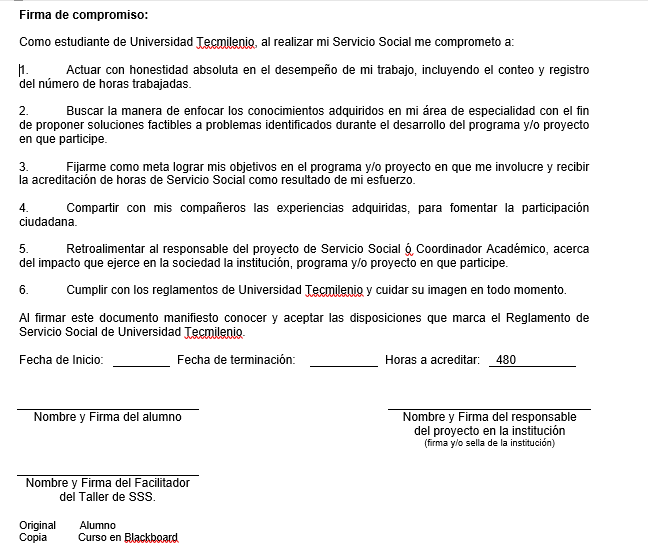 Firma de compromiso:
Como estudiante de Universidad Tecmilenio, al realizar mi Servicio Social me comprometo a:
1. Actuar con honestidad absoluta en el desempeño de mi trabajo, incluyendo el conteo y registro
del número de horas trabajadas.
2. Buscar la manera de enfocar los conocimientos adquiridos en mi área de especialidad con el fin
de proponer soluciones factibles a problemas identificados durante el desarrollo del programa y/o proyecto
en que participe.
3. Fijarme como meta lograr mis objetivos en el programa y/o proyecto en que me involucre y recibir
la acreditación de horas de Servicio Social como resultado de mi esfuerzo.
4. Compartir con mis compañeros las experiencias adquiridas, para fomentar la participación
ciudadana.
5. Retroalimentar al responsable del proyecto de Servicio Social ó Coordinador Académico, acerca
del impacto que ejerce en la sociedad la institución, programa y/o proyecto en que participe.
6. Cumplir con los reglamentos de Universidad Tecmilenio y cuidar su imagen en todo momento.
Al firmar este documento manifiesto conocer y aceptar las disposiciones que marca el Reglamento de
Servicio Social de Universidad Tecmilenio.
Fecha de Inicio: ________ Fecha de terminación: ________ Horas a acreditar: 480
Nombre y Firma del alumno
Nombre y Firma del responsable
del proyecto en la institución
(firma y/o sella de la institución)
Nombre y Firma del Facilitador
del Taller de SSS.
Original Alumno
Copia Curso en Blackboard